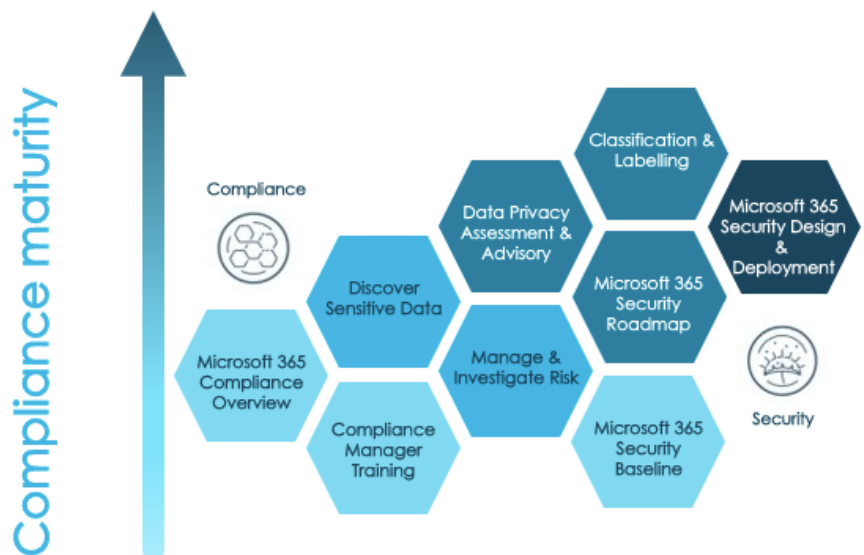 Compliance maturity
Compliance
Microsoft 365
Compliance
Overview
Discover
Sensitive Data
Compliance
Manager
Training
Data Privacy
Assessment &
Advisory
Manage &
Investigate Risk
Classification &
Labelling
Microsoft 365
Security
Roadmap
Microsoft 365
Security
Baseline
Microsoft 365
Security Design
&
Deployment
Security